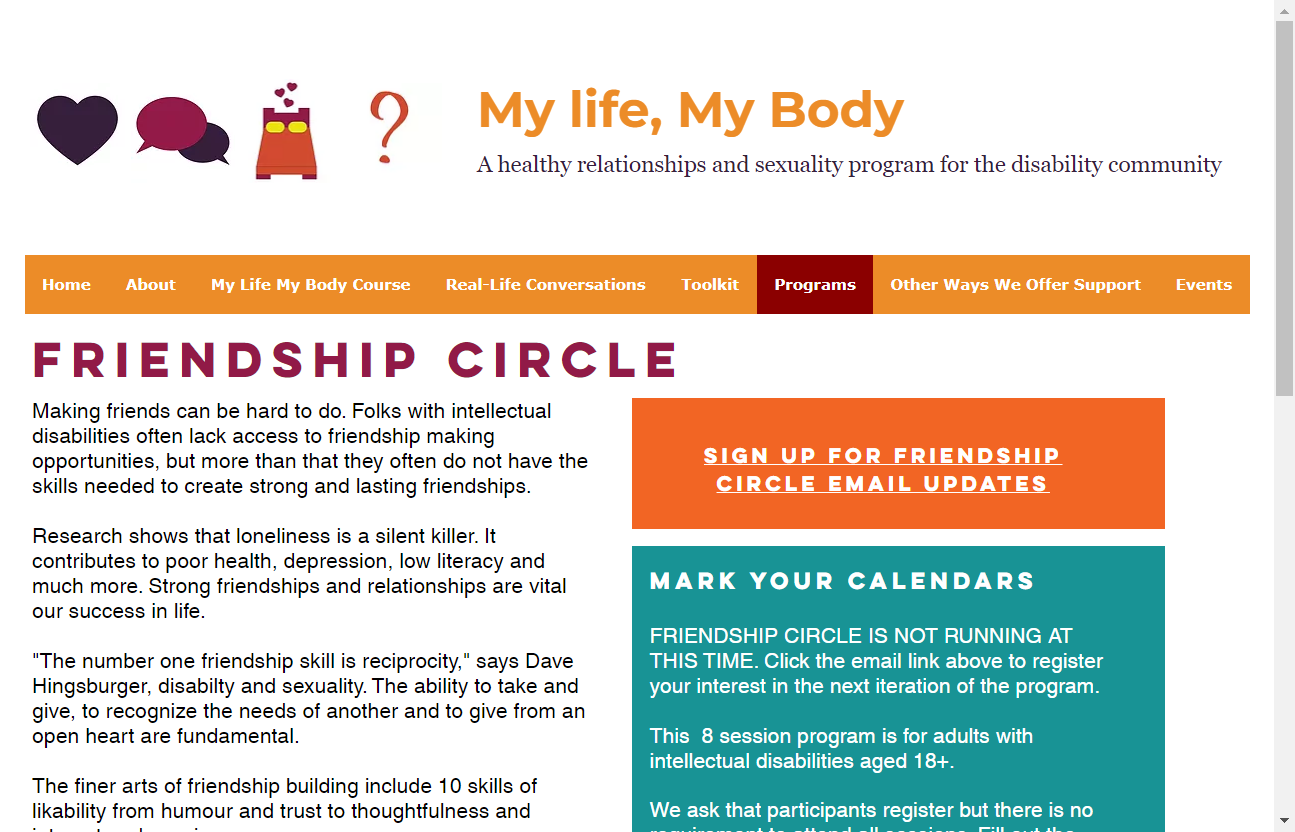 My life, My Body
A healthy relationships and sexuality program for the disability community
Home About My Life My Body Course Real-Life Conversations Toolkit Programs Other Ways We Offer Support Events
FRIENDSHIP CIRCLE
Making friends can be hard to do. Folks with intellectual
disabilities often lack access to friendship making
opportunities, but more than that they often do not have the
skills needed to create strong and lasting friendships.
Research shows that loneliness is a silent killer. It
contributes to poor health, depression, low literacy and
much more. Strong friendships and relationships are vital
our success in life.
"The number one friendship skill is reciprocity," says Dave
Hingsburger, disabilty and sexuality. The ability to take and
give, to recognize the needs of another and to give from an
open heart are fundamental.
The finer arts of friendship building include 10 skills of
likability from humour and trust to thoughtfulness and
SIGN UP FOR FRIENDSHIP
CIRCLE EMAIL UPDATES
MARK YOUR CALENDARS
FRIENDSHIP CIRCLE IS NOT RUNNING AT
THIS TIME. Click the email link above to register
your interest in the next iteration of the program.
This 8 session program is for adults with
intellectual disabilities aged 18+.
We ask that participants register but there is no
requirement to attend all sessions. Fill out the